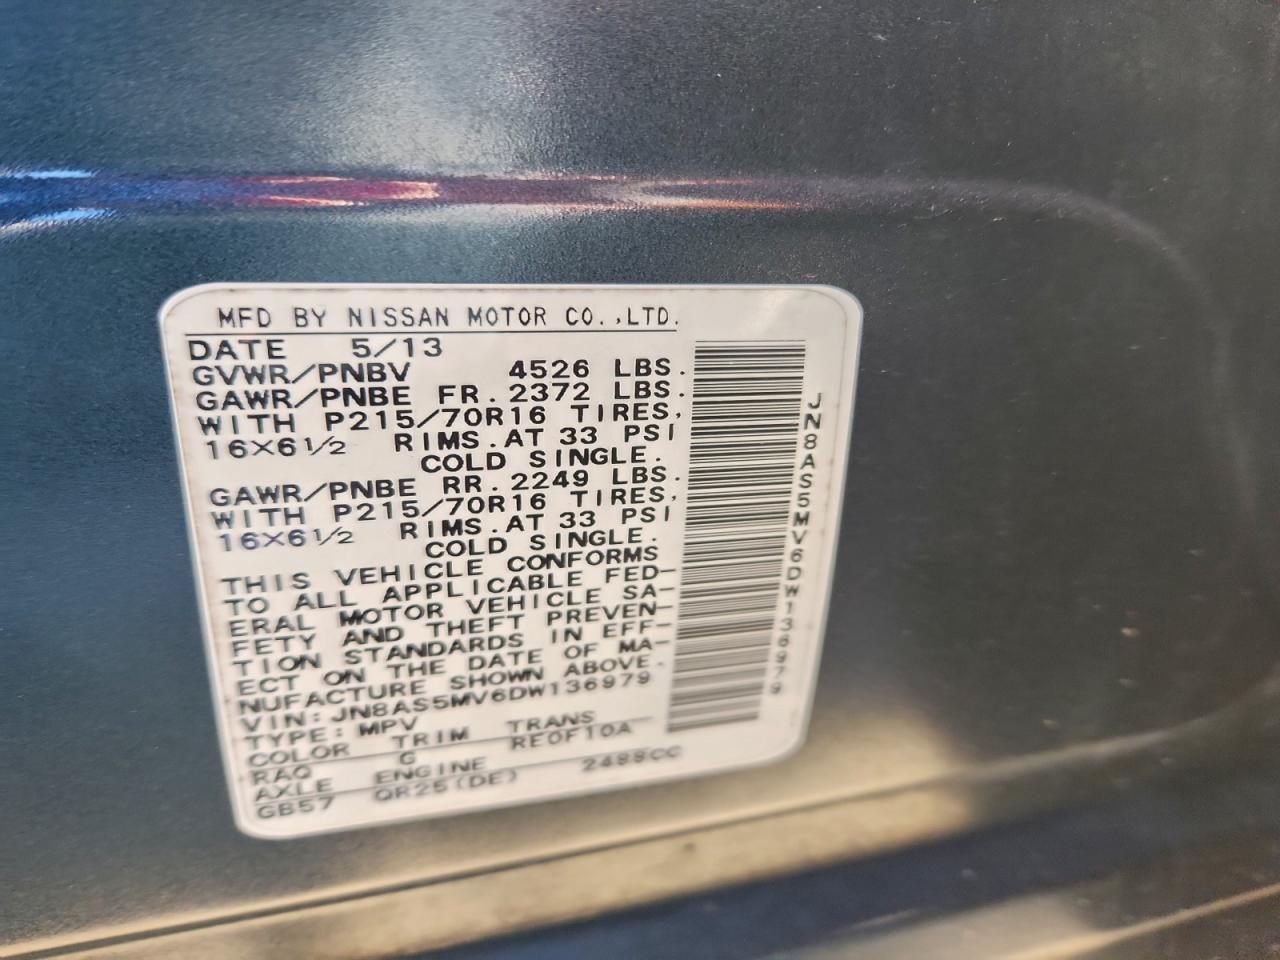 MFD BY NISSAN MOTOR CO.,LTD.
DATE 5/13
GVWR/PNBV 4526 LBS.
GAWR/PNBE FR. 2372 LBS.
WITH P215/70R16 TIRES,
16X6 1/2 RIMS. AT 33 PSI
COLD SINGLE.
GAWR/PNBE RR. 2249 LBS.
WITH P215/70R16 TIRES,
16X6 1/2 RIMS. AT 33 PSI
COLD SINGLE.
THIS VEHICLE CONFORMS
TO ALL APPLICABLE FED-
ERAL MOTOR VEHICLE SA-
FETY AND THEFT PREVEN-
TION STANDARDS IN EFF-
ECT ON THE DATE OF MA-
NUFACTURE SHOWN ABOVE.
VIN: JN8AS5MV6DW136979
TYPE: MPV
COLOR TRIM TRANS
RAQ G RE0F10A
AXLE ENGINE
GB57 QR25(DE) 2488CC
JN8AS5MV6DW136979